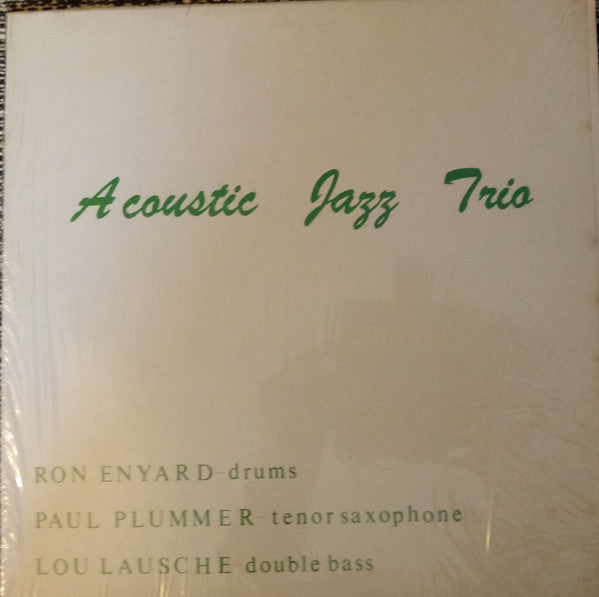 Acoustic Jazz Trio
RON ENYARD-drums
PAUL PLUMMER-tenor saxophone
LOU LAUSCHE-double bass